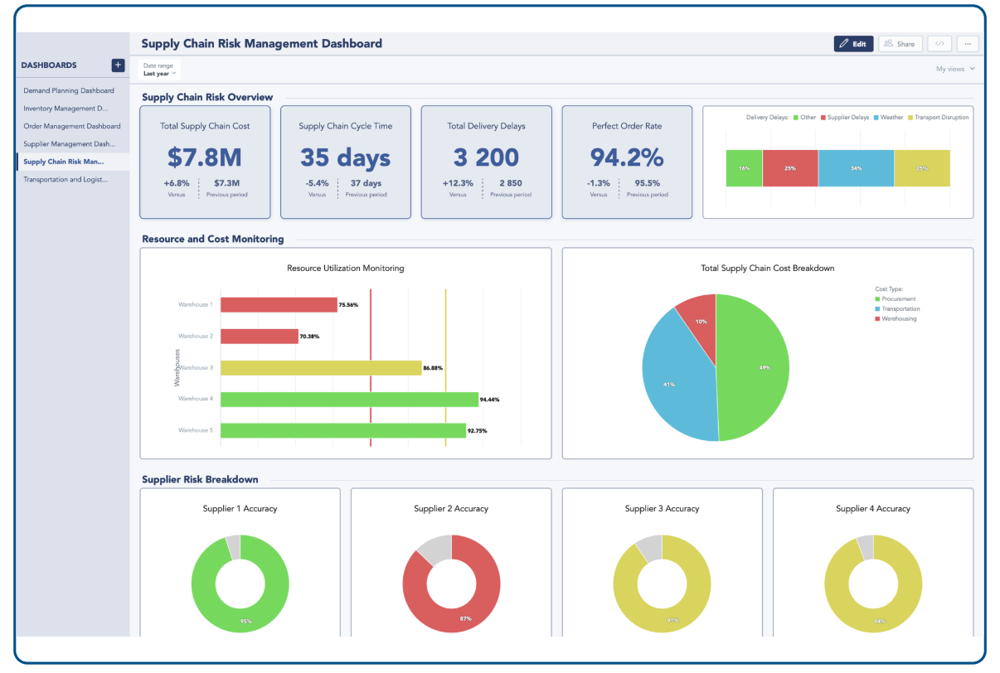 Supply Chain Risk Management Dashboard
Edit
Share
</>
...
DASHBOARDS
+
Demand Planning Dashboard
Inventory Management D...
Order Management Dashboard
Supplier Management Dash...
Supply Chain Risk Man...
Transportation and Logist...
Date range
Last year
My views
Supply Chain Risk Overview
Total Supply Chain Cost
$7.8M
+6.8% $7.3M
Versus Previous period
Supply Chain Cycle Time
35 days
-5.4% 37 days
Versus Previous period
Total Delivery Delays
3 200
+12.3% 2 850
Versus Previous period
Perfect Order Rate
94.2%
-1.3% 95.5%
Versus Previous period
Delivery Delays: Other Supplier Delays Weather Transport Disruption
16% 25% 34% 25%
Resource and Cost Monitoring
Resource Utilization Monitoring
Warehouses
Warehouse 1 75.56%
Warehouse 2 70.38%
Warehouse 3 86.88%
Warehouse 4 94.44%
Warehouse 5 92.75%
Total Supply Chain Cost Breakdown
Cost Type:
Procurement
Transportation
Warehousing
10%
49%
41%
Supplier Risk Breakdown
Supplier 1 Accuracy
95%
Supplier 2 Accuracy
87%
Supplier 3 Accuracy
91%
Supplier 4 Accuracy
94%